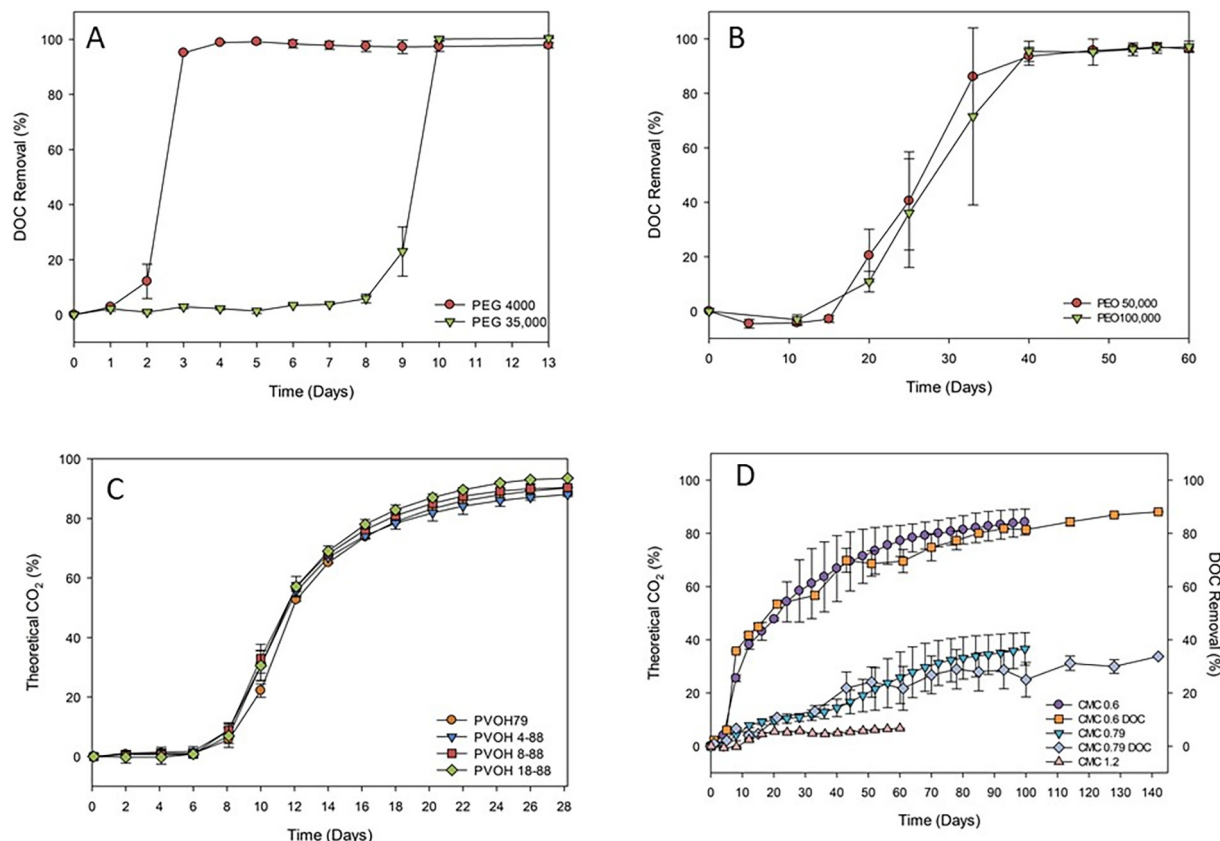 A
DOC Removal (%)
100
80
60
40
20
0
PEG 4000
PEG 35,000
0 1 2 3 4 5 6 7 8 9 10 11 12 13
Time (Days)
B
DOC Removal (%)
100
80
60
40
20
0
PEO 50,000
PEO100,000
0 10 20 30 40 50 60
Time (Days)
C
Theoretical CO₂ (%)
100
80
60
40
20
0
PVOH79
PVOH 4-88
PVOH 8-88
PVOH 18-88
0 2 4 6 8 10 12 14 16 18 20 22 24 26 28
Time (Days)
D
Theoretical CO₂ (%)
100
80
60
40
20
0
DOC Removal (%)
100
80
60
40
20
0
CMC 0.6
CMC 0.6 DOC
CMC 0.79
CMC 0.79 DOC
CMC 1.2
0 10 20 30 40 50 60 70 80 90 100 110 120 130 140
Time (Days)